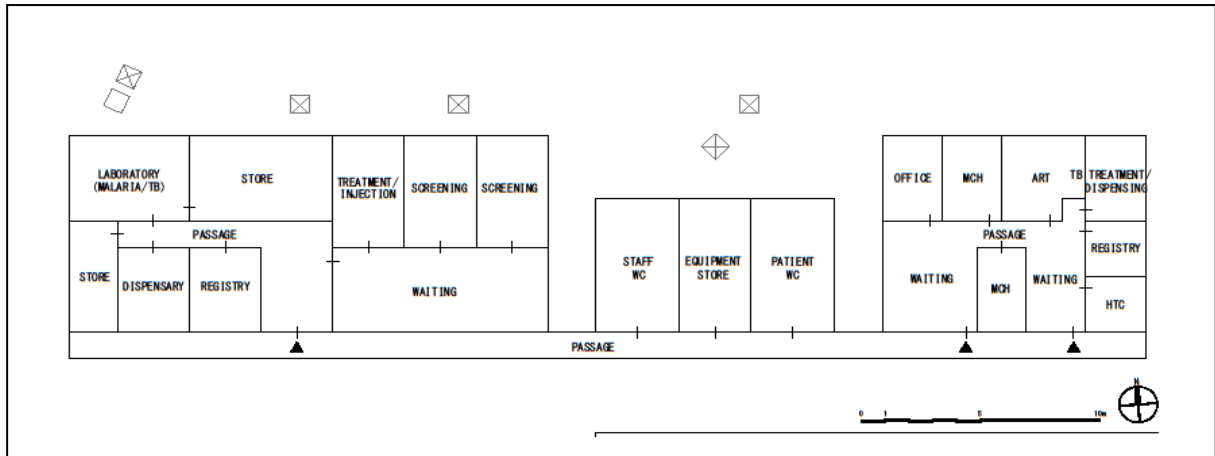 LABORATORY
(MALARIA/TB)
STORE
TREATMENT/
INJECTION
SCREENING
SCREENING
OFFICE
MCH
ART
TB TREATMENT/
DISPENSING
PASSAGE
STORE
DISPENSARY
REGISTRY
WAITING
STAFF
WC
EQUIPMENT
STORE
PATIENT
WC
PASSAGE
WAITING
MCH
WAITING
REGISTRY
HTC
PASSAGE
N
0 1 5 10m